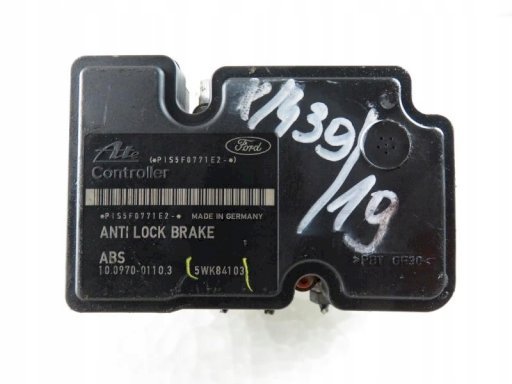 Ate
Ford
(*P1S5F0771E2-*)
Controller
*P1S5F0771E2-* MADE IN GERMANY
ANTI LOCK BRAKE
ABS
10.0970-0110.3 (5WK84103)
439/19
>PBT GF30<